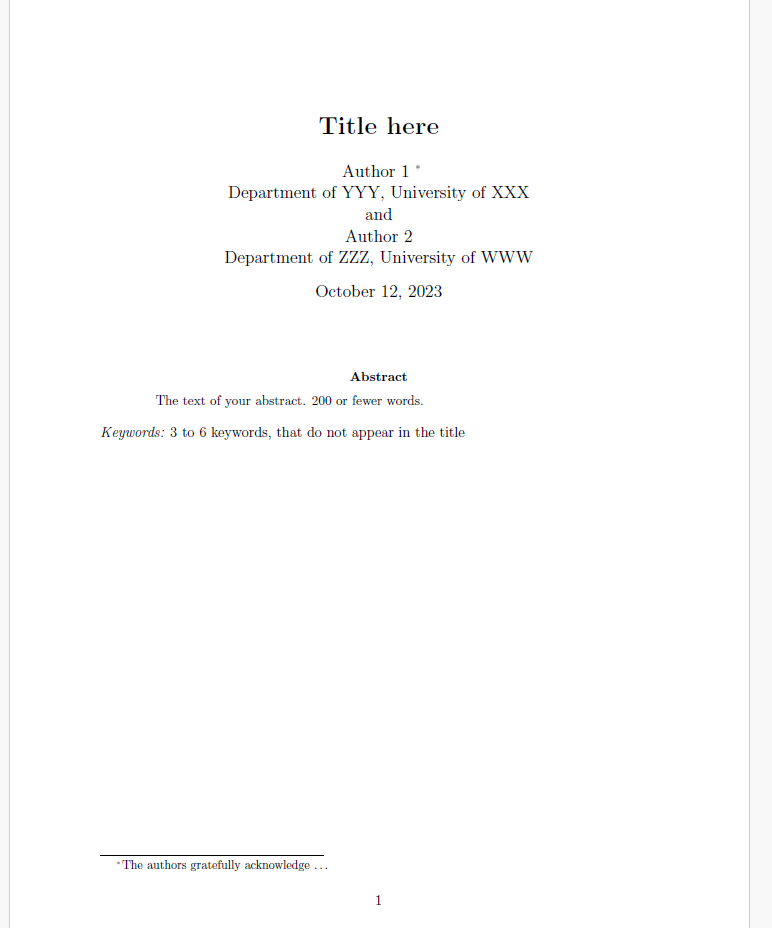 Title here
Author 1 *
Department of YYY, University of XXX
and
Author 2
Department of ZZZ, University of WWW
October 12, 2023
Abstract
The text of your abstract. 200 or fewer words.
Keywords: 3 to 6 keywords, that do not appear in the title
*The authors gratefully acknowledge ...
1